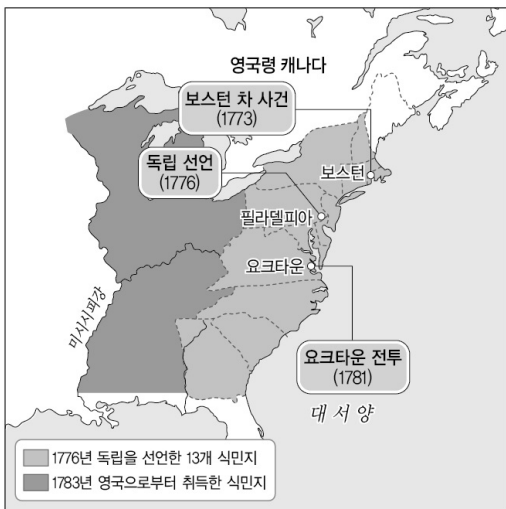 영국령 캐나다
보스턴 차 사건
(1773)
독립 선언
(1776)
보스턴
필라델피아
요크타운
미시시피강
요크타운 전투
(1781)
대서양
1776년 독립을 선언한 13개 식민지
1783년 영국으로부터 취득한 식민지